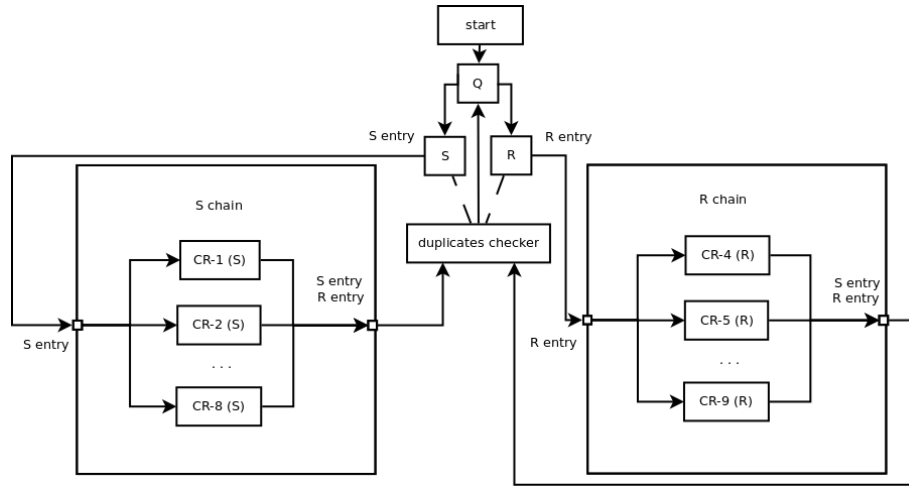 start
Q
S entry
R entry
S
R
S chain
R chain
duplicates checker
CR-1 (S)
CR-4 (R)
S entry
R entry
S entry
R entry
CR-2 (S)
CR-5 (R)
S entry
R entry
. . .
. . .
CR-8 (S)
CR-9 (R)